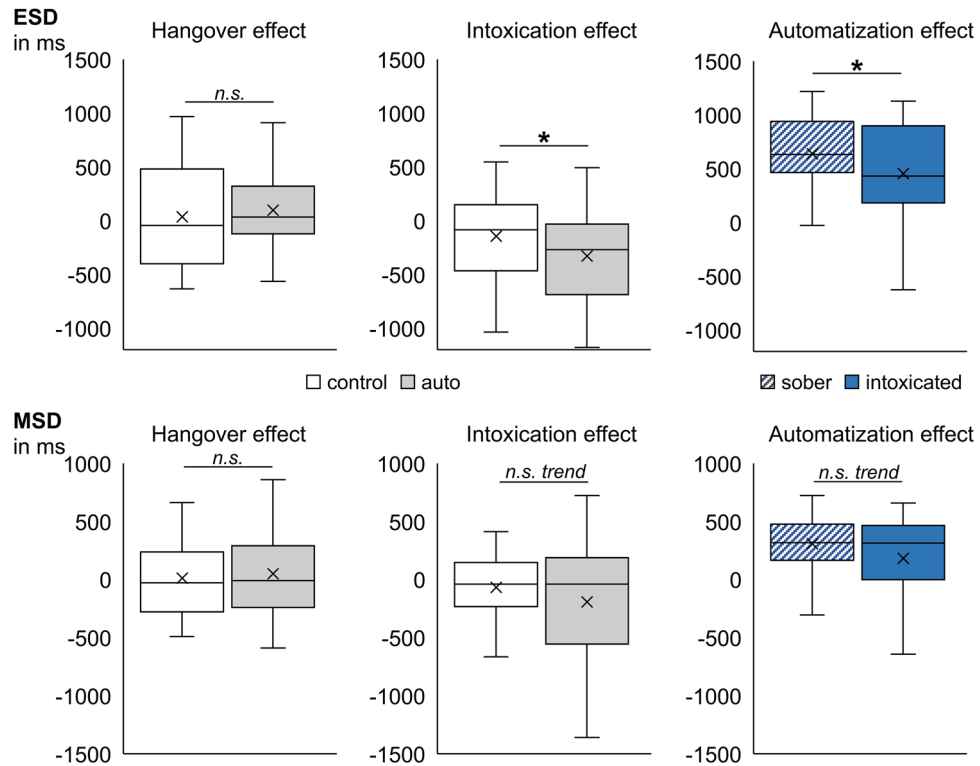 ESD
in ms
Hangover effect
Intoxication effect
Automatization effect
1500
1000
500
0
-500
-1000
n.s.
1500
1000
500
0
-500
-1000
*
1500
1000
500
0
-500
-1000
*
control auto
sober intoxicated
MSD
in ms
Hangover effect
Intoxication effect
Automatization effect
1000
500
0
-500
-1000
-1500
n.s.
1000
500
0
-500
-1000
-1500
n.s. trend
1000
500
0
-500
-1000
-1500
n.s. trend